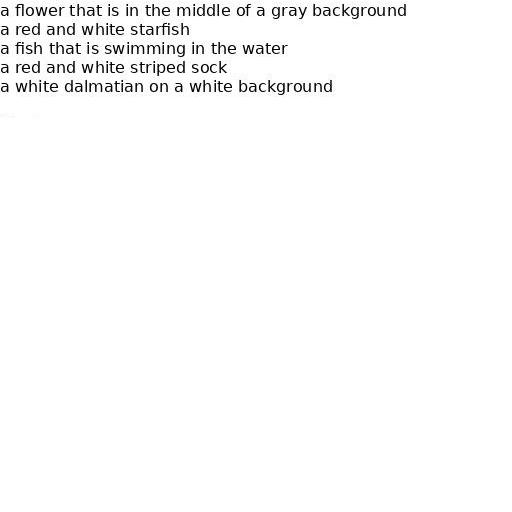 a flower that is in the middle of a gray background
a red and white starfish
a fish that is swimming in the water
a red and white striped sock
a white dalmatian on a white background